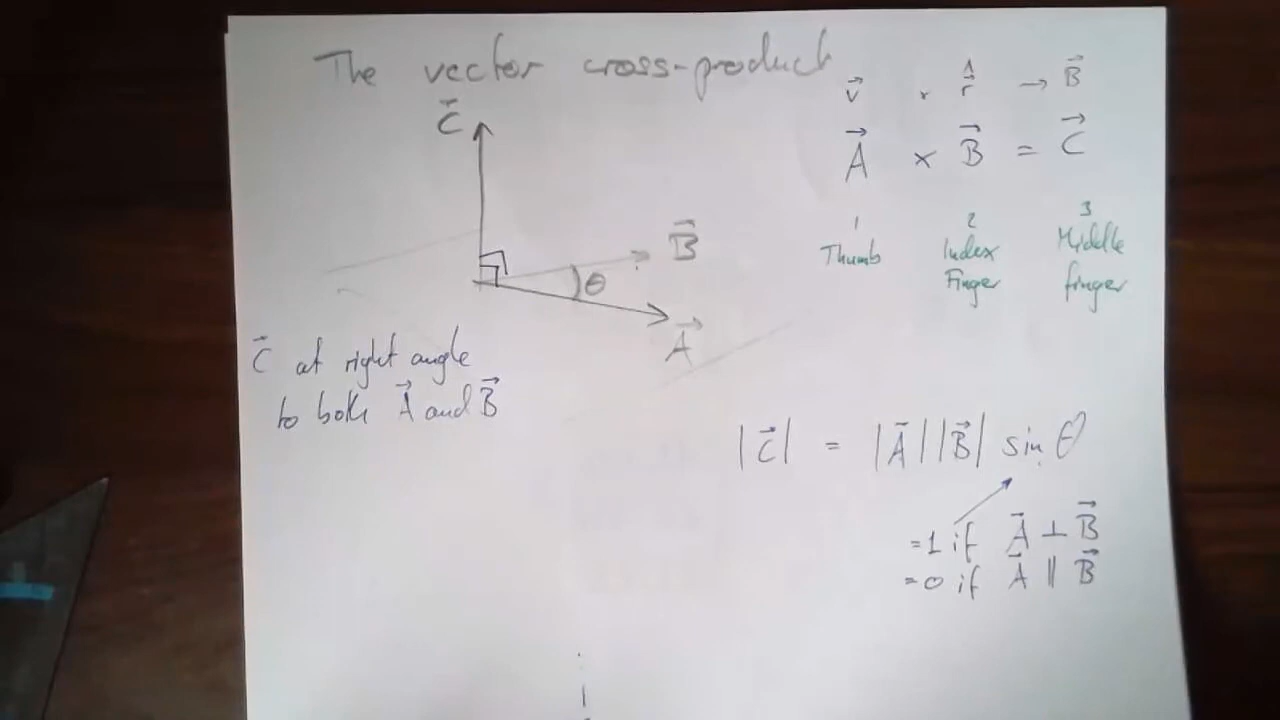 The vector cross-product
v⃗ × r̂ → B⃗
A⃗ × B⃗ = C⃗
1 2 3
Thumb Index Finger Middle finger
C⃗
B⃗
θ
A⃗
C⃗ at right angle
to both A⃗ and B⃗
|C⃗| = |A⃗||B⃗| sin θ
=1 if A⃗ ⊥ B⃗
=0 if A⃗ ∥ B⃗